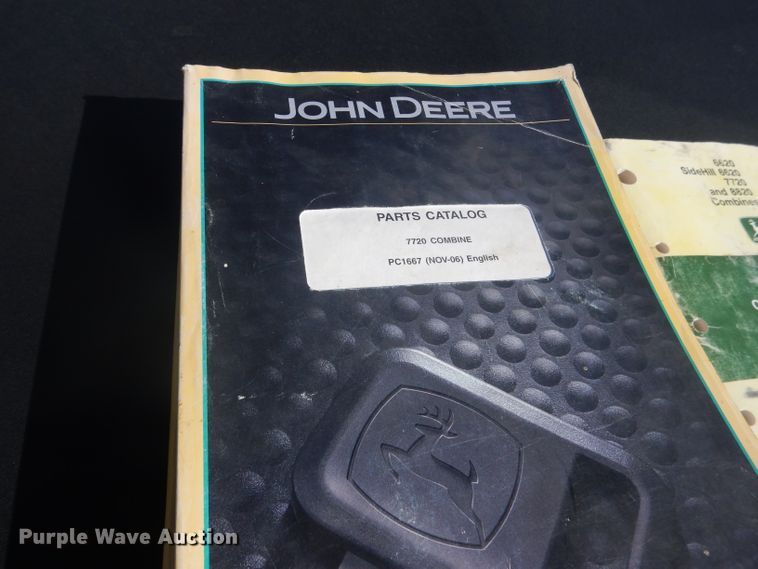 JOHN DEERE
PARTS CATALOG
7720 COMBINE
PC1667 (NOV-06) English
6620
SideHill 6620
7720
and 8820
Combines
Purple Wave Auction